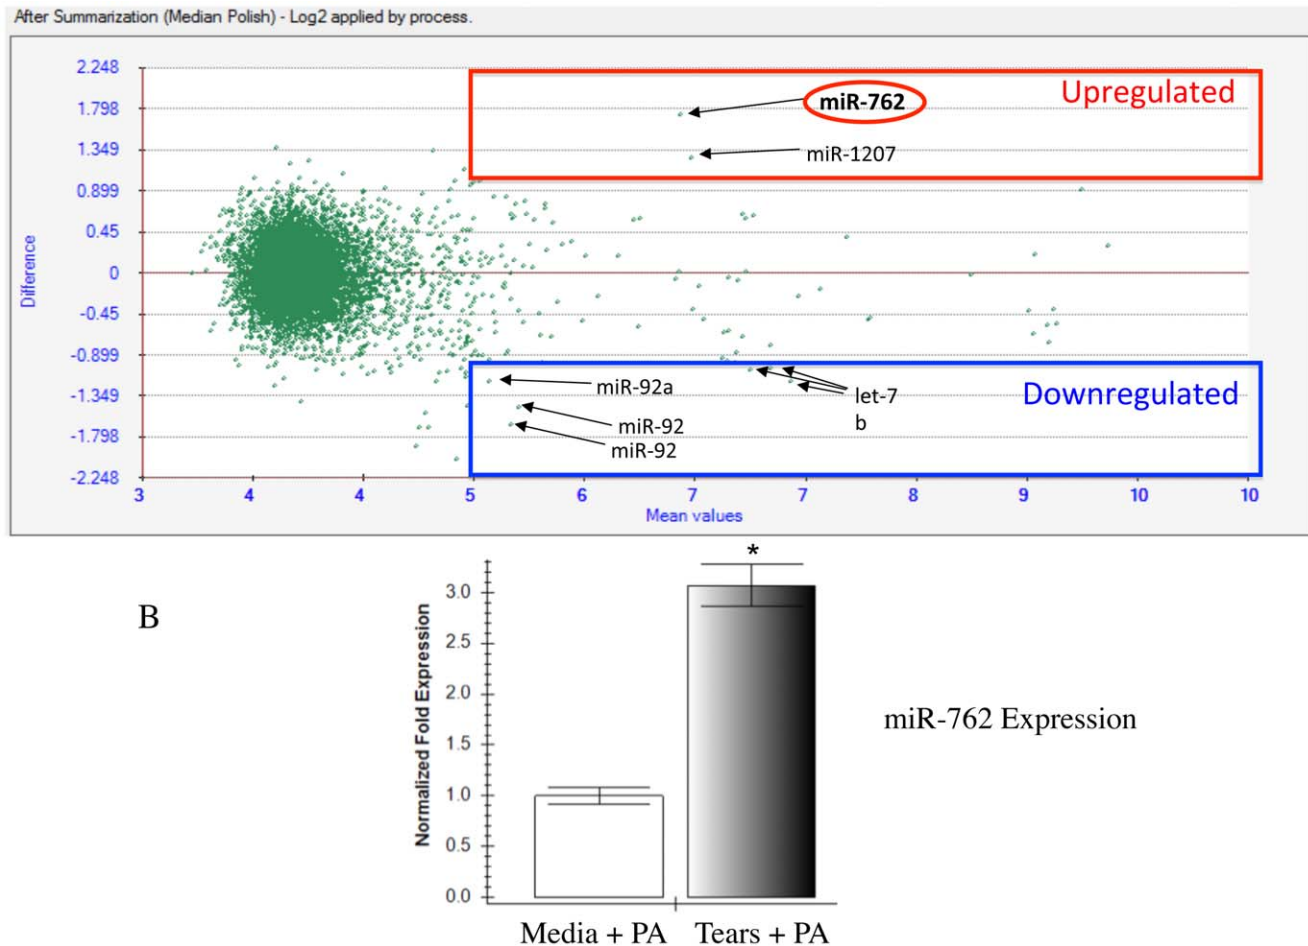 After Summarization (Median Polish) - Log2 applied by process.
2.248
1.798
1.349
0.899
0.45
0
-0.45
-0.899
-1.349
-1.798
-2.248
Difference
Upregulated
miR-762
miR-1207
Downregulated
miR-92a
miR-92
miR-92
let-7
b
3 4 4 5 6 7 7 8 9 10 10
Mean values
B
Normalized Fold Expression
3.0
2.5
2.0
1.5
1.0
0.5
0.0
*
Media + PA Tears + PA
miR-762 Expression